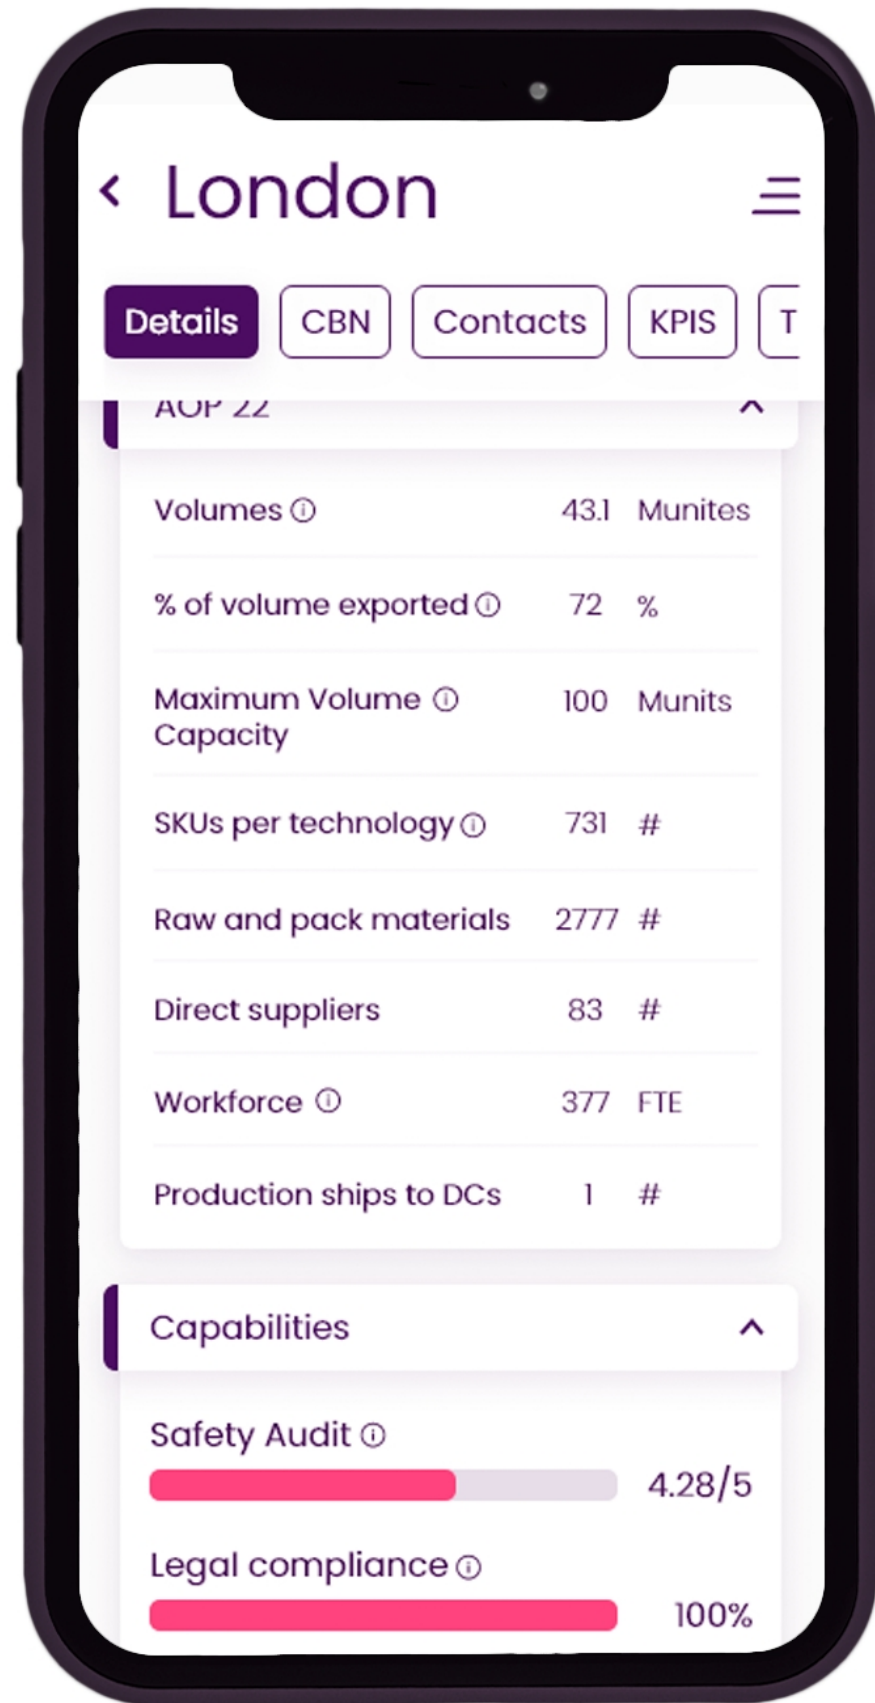 London
Details CBN Contacts KPIS T
AOP 22
Volumes 43.1 Munites
% of volume exported 72 %
Maximum Volume 100 Munits
Capacity
SKUs per technology 731 #
Raw and pack materials 2777 #
Direct suppliers 83 #
Workforce 377 FTE
Production ships to DCs 1 #
Capabilities
Safety Audit
4.28/5
Legal compliance
100%